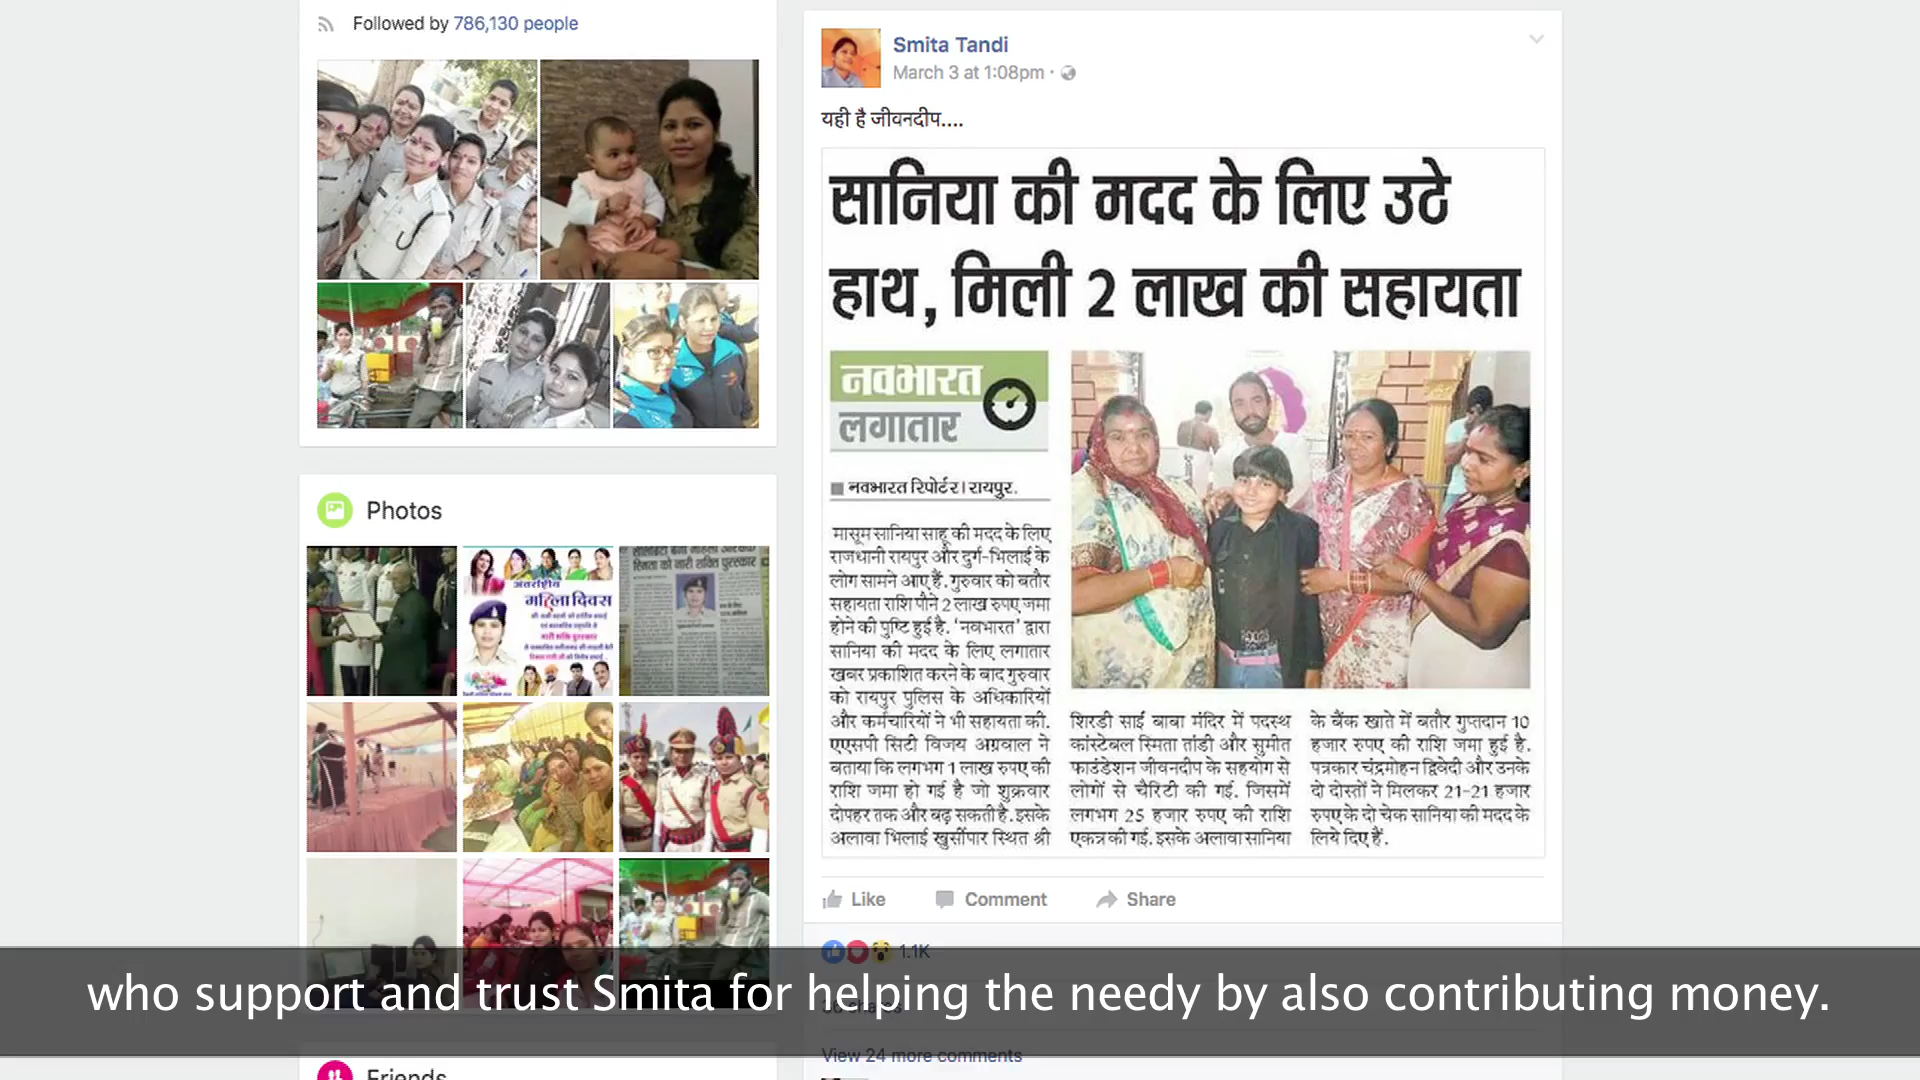 Followed by 786,130 people
Photos
अंतर्राष्ट्रीय
महिला दिवस
स्मिता को नारी शक्ति पुरस्कार
Friends
Smita Tandi
March 3 at 1:08pm
यही है जीवनदीप....
सानिया की मदद के लिए उठे
हाथ, मिली 2 लाख की सहायता
नवभारत
लगातार
नवभारत रिपोर्टर। रायपुर.
मासूम सानिया साहू की मदद के लिए
राजधानी रायपुर और दुर्ग-भिलाई के
लोग सामने आए हैं. गुरुवार को बतौर
सहायता राशि पौने 2 लाख रुपए जमा
होने की पुष्टि हुई है. 'नवभारत' द्वारा
सानिया की मदद के लिए लगातार
खबर प्रकाशित करने के बाद गुरुवार
को रायपुर पुलिस के अधिकारियों
और कर्मचारियों ने भी सहायता की.
एएसपी सिटी विजय अग्रवाल ने
बताया कि लगभग 1 लाख रुपए की
राशि जमा हो गई है जो शुक्रवार
दोपहर तक और बढ़ सकती है. इसके
अलावा भिलाई खुर्सीपार स्थित श्री
शिरडी साई बाबा मंदिर में पदस्थ
कांस्टेबल स्मिता तांडी और सुमीत
फाउंडेशन जीवनदीप के सहयोग से
लोगों से चैरिटी की गई. जिसमें
लगभग 25 हजार रुपए की राशि
एकत्र की गई. इसके अलावा सानिया
के बैंक खाते में बतौर गुप्तदान 10
हजार रुपए की राशि जमा हुई है.
पत्रकार चंद्रमोहन द्विवेदी और उनके
दो दोस्तों ने मिलकर 21-21 हजार
रुपए के दो चेक सानिया की मदद के
लिये दिए हैं.
Like Comment Share
1.1K
who support and trust Smita for helping the needy by also contributing money.
View 24 more comments